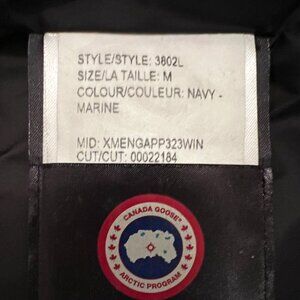 STYLE/STYLE: 3802L
SIZE/LA TAILLE: M
COLOUR/COULEUR: NAVY -
MARINE
MID: XMENGAPP323WIN
CUT/CUT: 00022184
CANADA GOOSE
ARCTIC PROGRAM